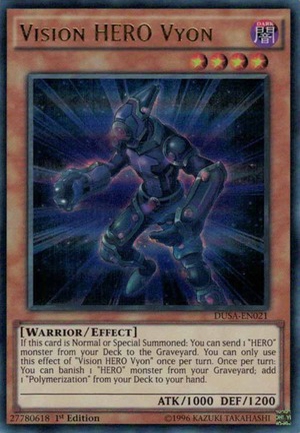 Vision HERO Vyon
DARK
闇
DUSA-EN021
[WARRIOR/EFFECT]
If this card is Normal or Special Summoned: You can send 1 "HERO"
monster from your Deck to the Graveyard. You can only use
this effect of "Vision HERO Vyon" once per turn. Once per turn:
You can banish 1 "HERO" monster from your Graveyard; add
1 "Polymerization" from your Deck to your hand.
ATK/1000 DEF/1200
27780618 1st Edition ©1996 KAZUKI TAKAHASHI